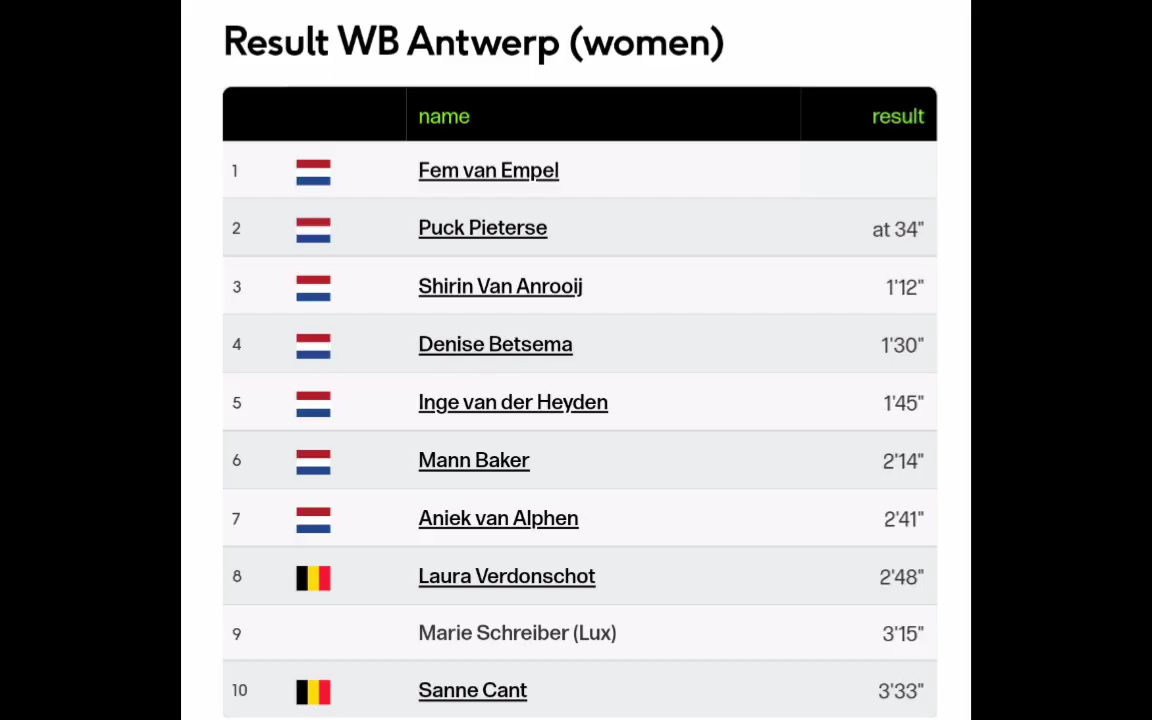 Result WB Antwerp (women)
name result
1 Fem van Empel
2 Puck Pieterse at 34"
3 Shirin Van Anrooij 1'12"
4 Denise Betsema 1'30"
5 Inge van der Heyden 1'45"
6 Mann Baker 2'14"
7 Aniek van Alphen 2'41"
8 Laura Verdonschot 2'48"
9 Marie Schreiber (Lux) 3'15"
10 Sanne Cant 3'33"